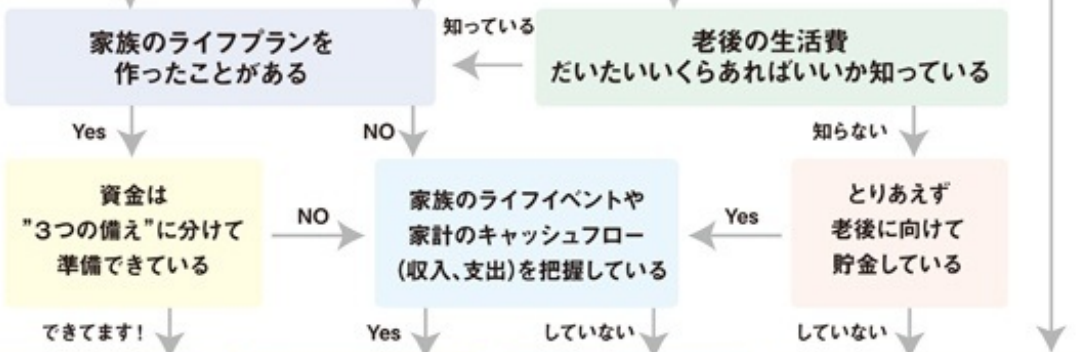 家族のライフプランを
作ったことがある
知っている
老後の生活費
だいたいいくらあればいいか知っている
Yes
NO
知らない
資金は
”3つの備え”に分けて
準備できている
NO
家族のライフイベントや
家計のキャッシュフロー
(収入、支出)を把握している
Yes
とりあえず
老後に向けて
貯金している
できてます!
Yes
していない
していない